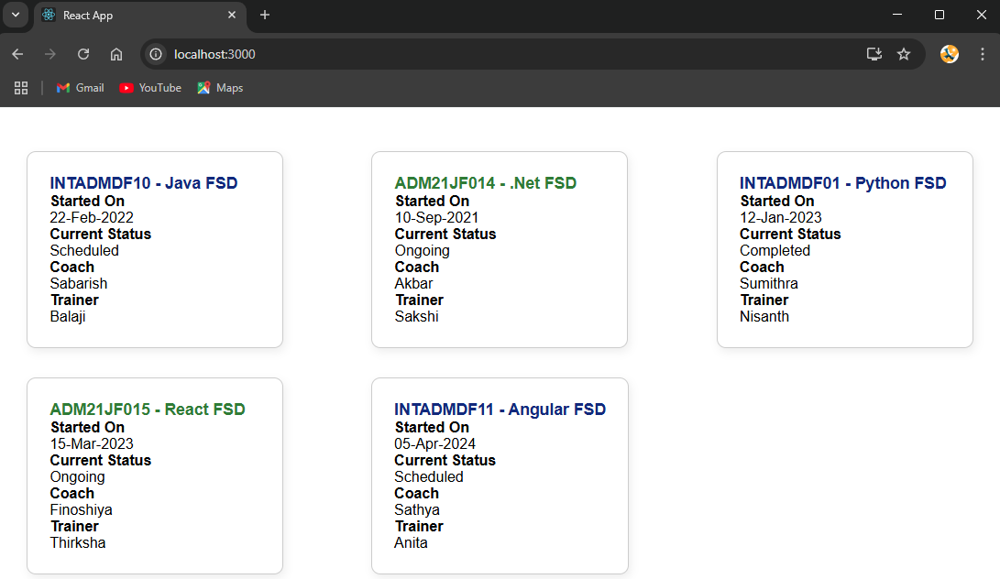 React App
localhost:3000
Gmail
YouTube
Maps
INTADMDF10 - Java FSD
Started On
22-Feb-2022
Current Status
Scheduled
Coach
Sabarish
Trainer
Balaji
ADM21JF014 - .Net FSD
Started On
10-Sep-2021
Current Status
Ongoing
Coach
Akbar
Trainer
Sakshi
INTADMDF01 - Python FSD
Started On
12-Jan-2023
Current Status
Completed
Coach
Sumithra
Trainer
Nisanth
ADM21JF015 - React FSD
Started On
15-Mar-2023
Current Status
Ongoing
Coach
Finoshiya
Trainer
Thirksha
INTADMDF11 - Angular FSD
Started On
05-Apr-2024
Current Status
Scheduled
Coach
Sathya
Trainer
Anita